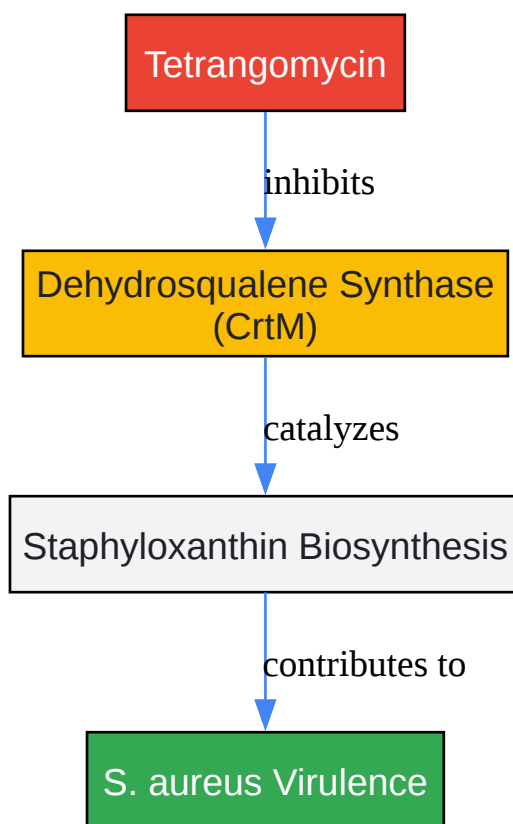 Tetrangomycin
inhibits
Dehydrosqualene Synthase
(CrtM)
catalyzes
Staphyloxanthin Biosynthesis
contributes to
S. aureus Virulence